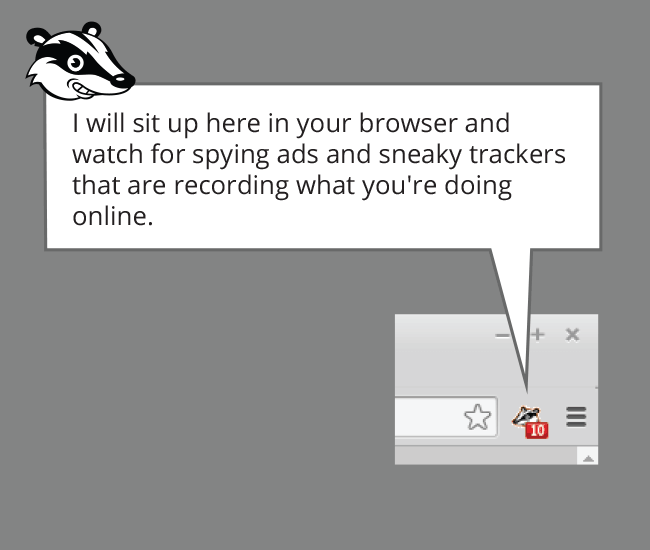 I will sit up here in your browser and
watch for spying ads and sneaky trackers
that are recording what you're doing
online.
10